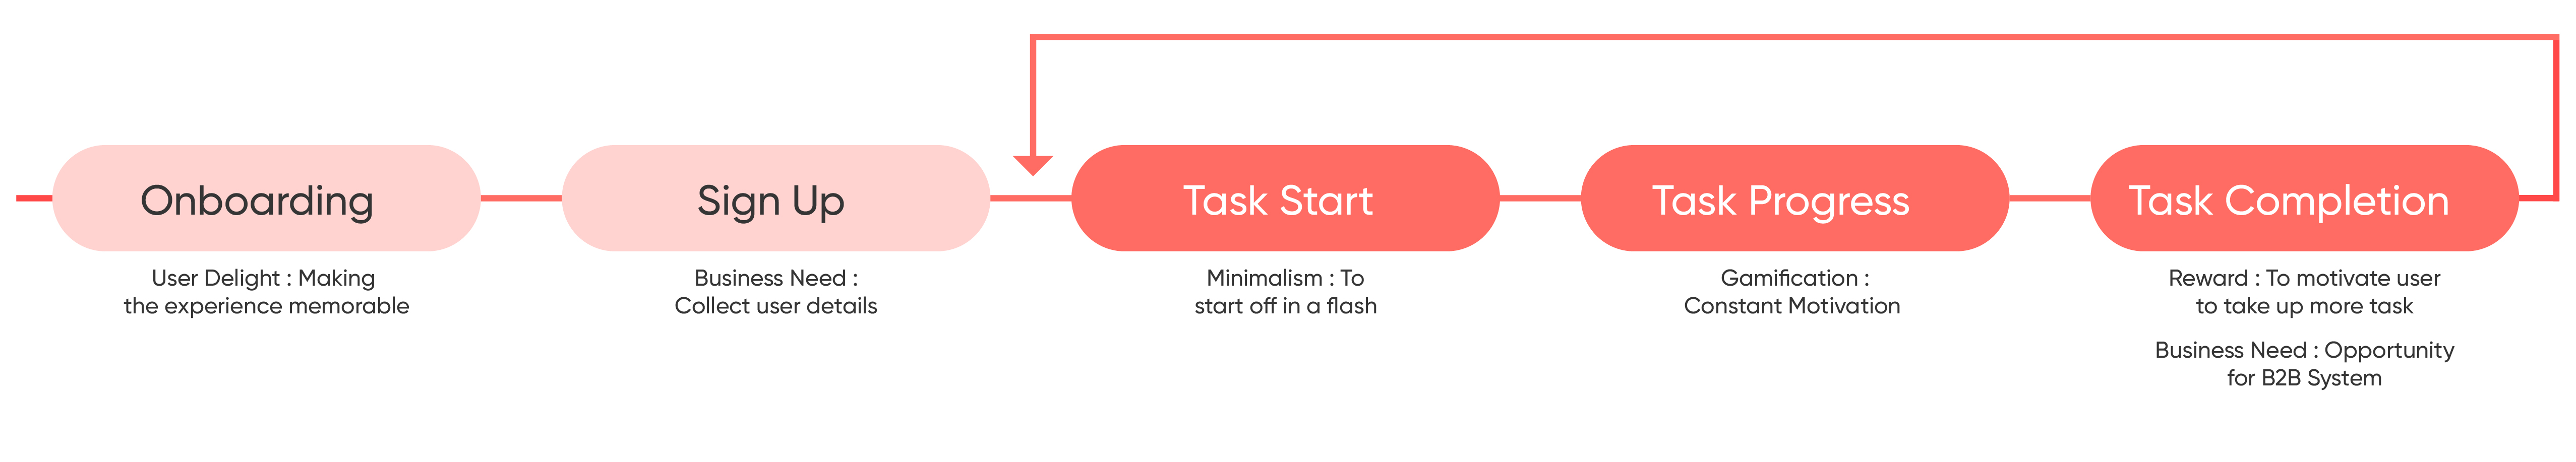 Onboarding
User Delight : Making
the experience memorable
Sign Up
Business Need :
Collect user details
Task Start
Minimalism : To
start off in a flash
Task Progress
Gamification :
Constant Motivation
Task Completion
Reward : To motivate user
to take up more task
Business Need : Opportunity
for B2B System